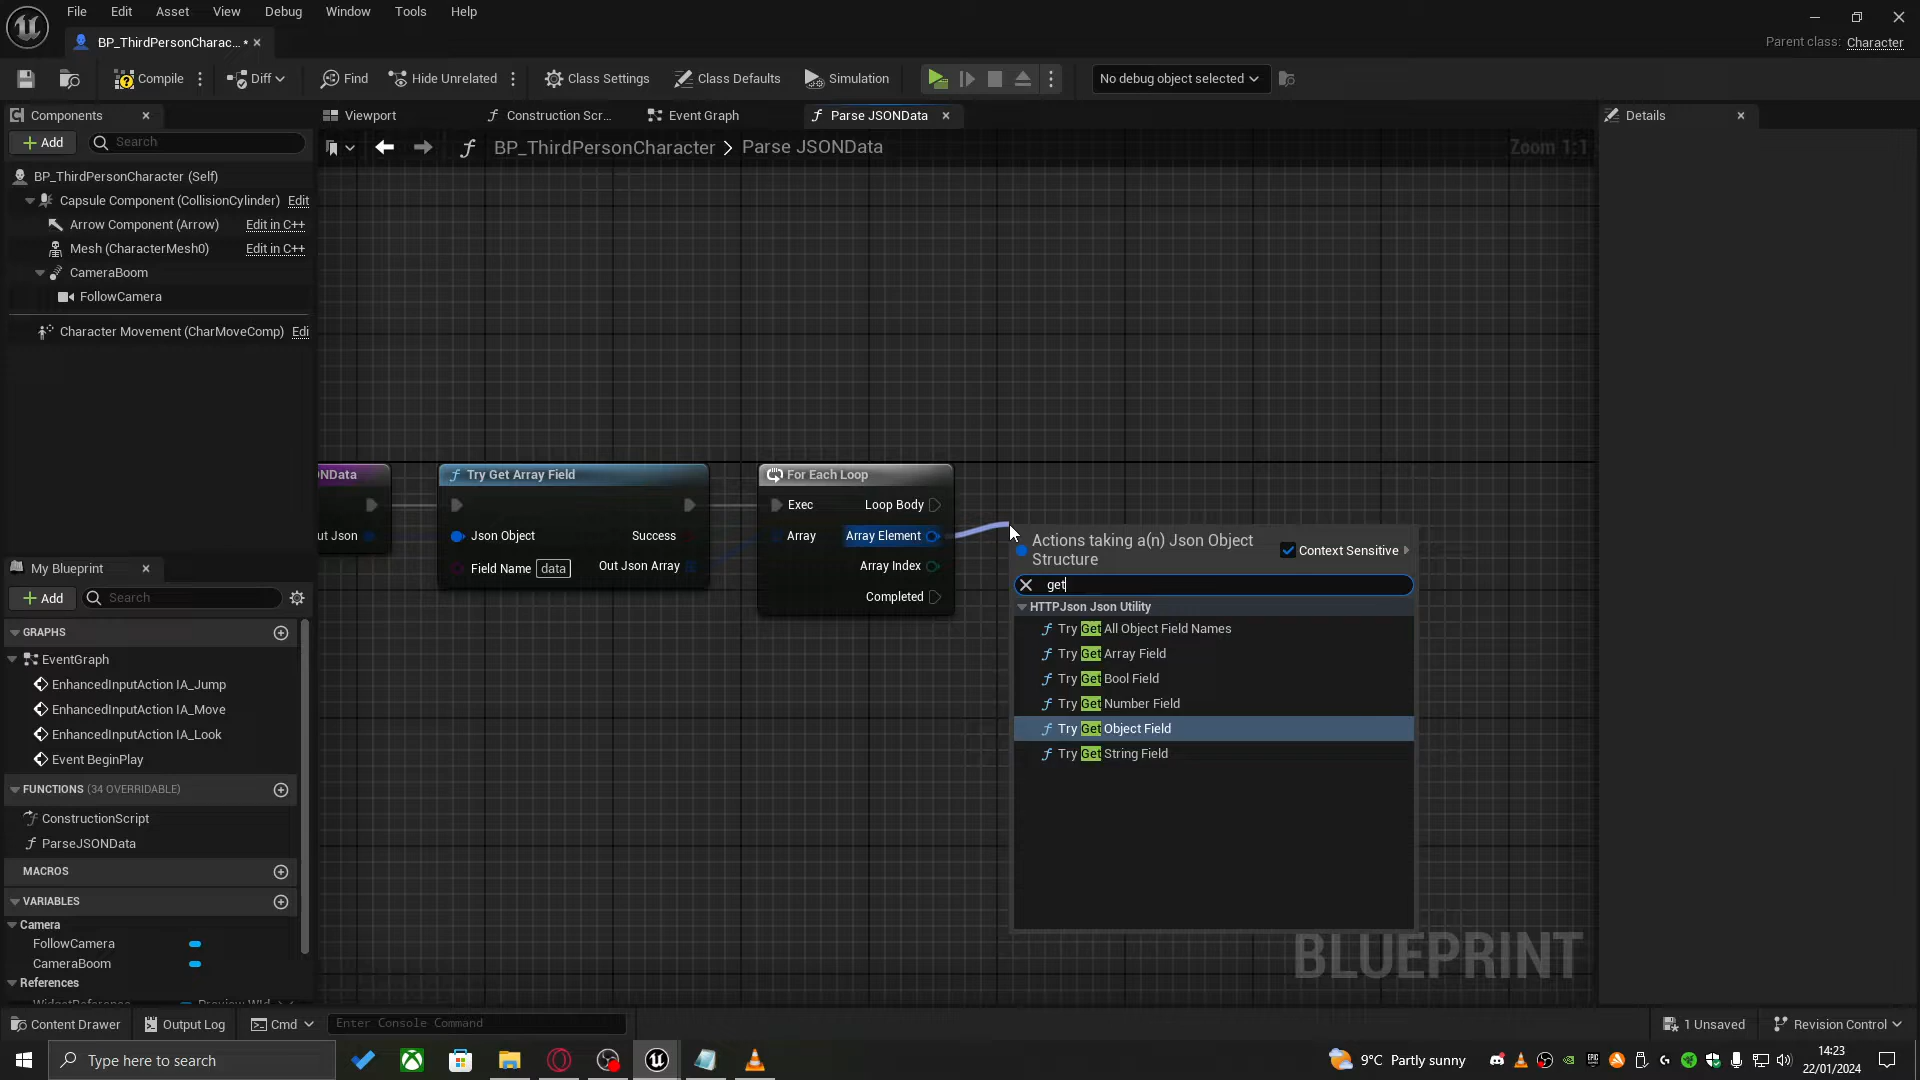 File Edit Asset View Debug Window Tools Help
BP_ThirdPersonCharac... •
Parent class: Character
Compile Diff Find Hide Unrelated Class Settings Class Defaults Simulation No debug object selected
Components
Viewport Construction Scr... Event Graph Parse JSONData
Details
Add Search
BP_ThirdPersonCharacter > Parse JSONData
Zoom 1:1
BP_ThirdPersonCharacter (Self)
Capsule Component (CollisionCylinder) Edit
Arrow Component (Arrow) Edit in C++
Mesh (CharacterMesh0) Edit in C++
CameraBoom
FollowCamera
Character Movement (CharMoveComp) Edi
NData
ut Json
Try Get Array Field
Json Object Success
Field Name data Out Json Array
For Each Loop
Exec Loop Body
Array Array Element
Array Index
Completed
Actions taking a(n) Json Object
Structure
Context Sensitive
get
HTTPJson Json Utility
Try Get All Object Field Names
Try Get Array Field
Try Get Bool Field
Try Get Number Field
Try Get Object Field
Try Get String Field
BLUEPRINT
My Blueprint
Add Search
GRAPHS
EventGraph
EnhancedInputAction IA_Jump
EnhancedInputAction IA_Move
EnhancedInputAction IA_Look
Event BeginPlay
FUNCTIONS (34 OVERRIDABLE)
ConstructionScript
ParseJSONData
MACROS
VARIABLES
Camera
FollowCamera
CameraBoom
References
WidgetReference Preview WId
Content Drawer Output Log Cmd Enter Console Command
1 Unsaved Revision Control
Type here to search
9°C Partly sunny
14:23
22/01/2024